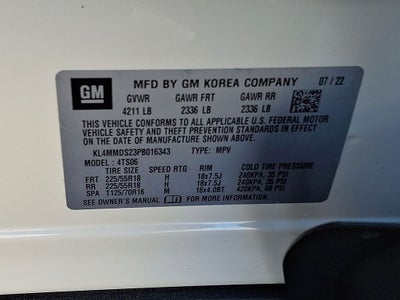 GM
MFD BY GM KOREA COMPANY 07/22
GVWR GAWR FRT GAWR RR
4211 LB 2336 LB 2336 LB
THIS VEHICLE CONFORMS TO ALL APPLICABLE U.S. FEDERAL MOTOR
VEHICLE SAFETY AND THEFT PREVENTION STANDARDS IN EFFECT
ON THE DATE OF MANUFACTURE SHOWN ABOVE.
KL4MMDS23PB016343 TYPE: MPV
MODEL: 4TS06
TIRE SIZE SPEED RTG RIM COLD TIRE PRESSURE
FRT 225/55R18 H 18x7.5J 240KPA, 35 PSI
RR 225/55R18 H 18x7.5J 240KPA, 35 PSI
SPA T125/70R16 M 16x4.0BT 420KPA, 60 PSI
SEE OWNER'S MANUAL FOR MORE INFORMATION